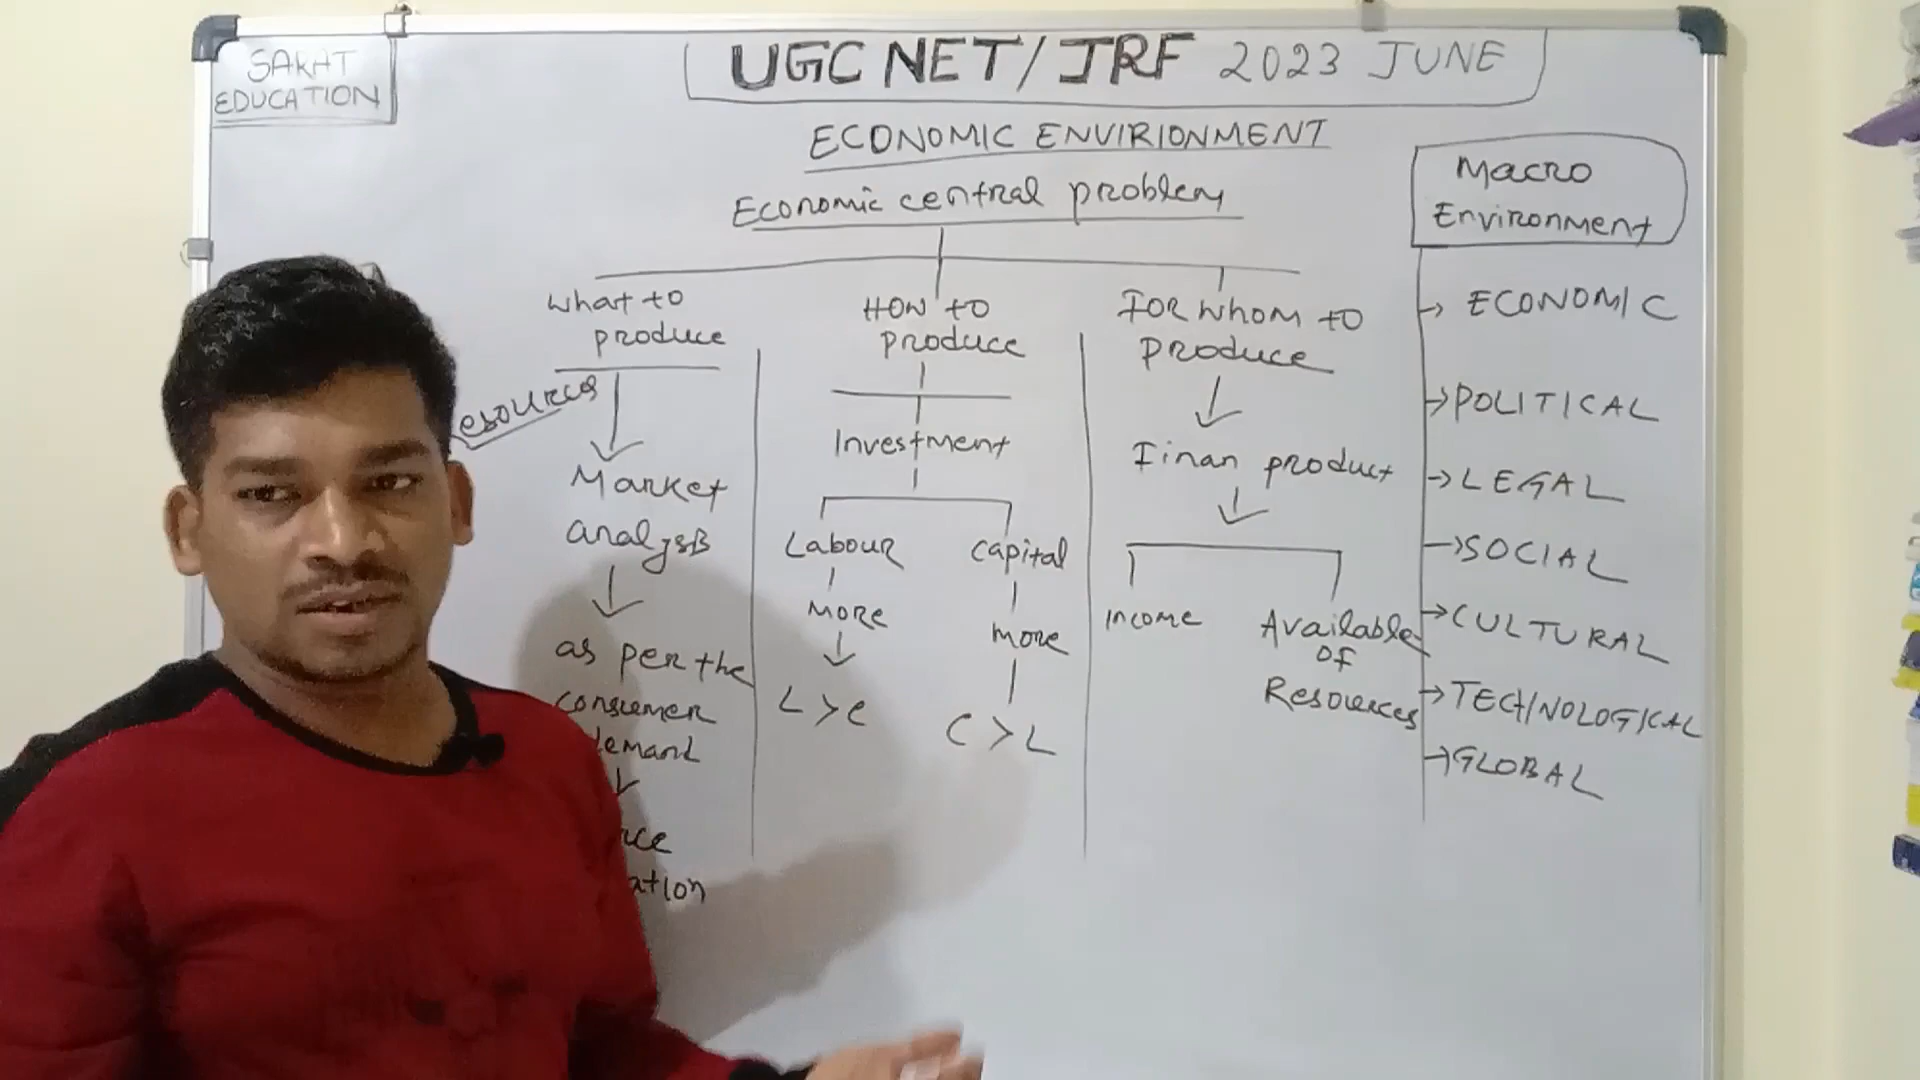 SAKHT
EDUCATION
UGC NET/JRF 2023 JUNE
ECONOMIC ENVIRIONMENT
Economic central problem
What to
produce
esources
Market
analysis
as per the
consumer
demand
HOW to
produce
Investment
Labour
Capital
More
more
L>C
C>L
FOR Whom to
produce
Finan product
Income
Available
OF
Resources
Macro
Environment
ECONOMIC
POLITICAL
LEGAL
SOCIAL
CULTURAL
TECHNOLOGICAL
GLOBAL